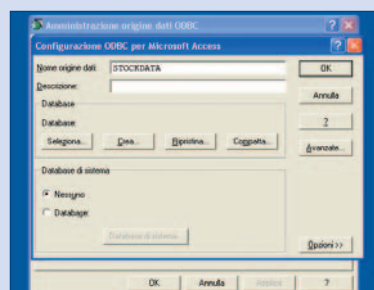 Amministrazione origine dati ODBC
Configurazione ODBC per Microsoft Access
Nome origine dati: STOCKDATA
OK
Descrizione:
Annulla
Database
Database:
?
Seleziona... Crea... Ripristina... Compatta...
Avanzate...
Database di sistema
Nessuno
Database:
Database di sistema...
Opzioni >>
OK Annulla Applica ?